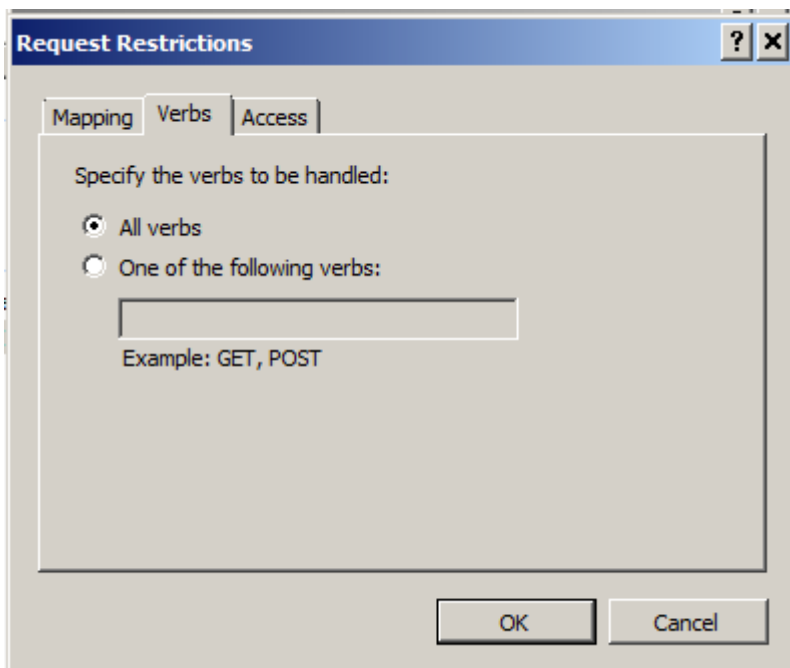 Request Restrictions
Mapping Verbs Access
Specify the verbs to be handled:
All verbs
One of the following verbs:
Example: GET, POST
OK Cancel